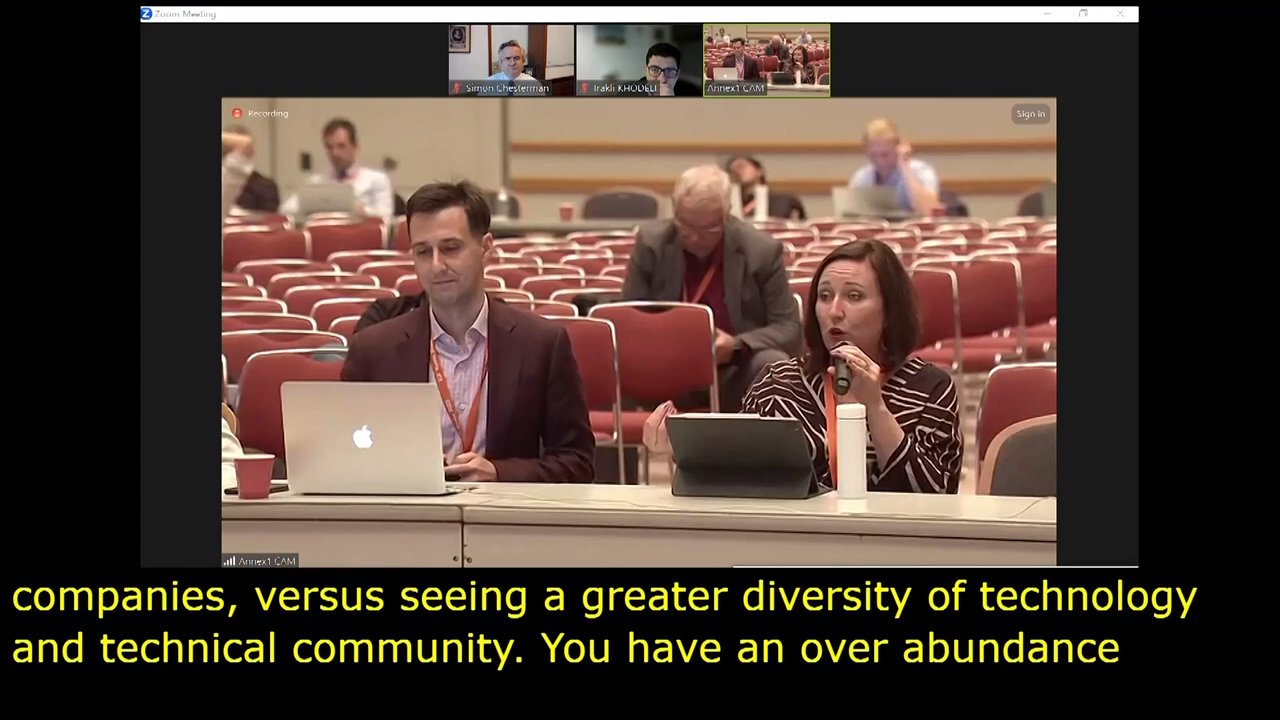 Zoom Meeting
Simon Chesterman
Irakli KHODELI
Annex1 CAM
Recording
Sign in
Annex1 CAM
companies, versus seeing a greater diversity of technology
and technical community. You have an over abundance